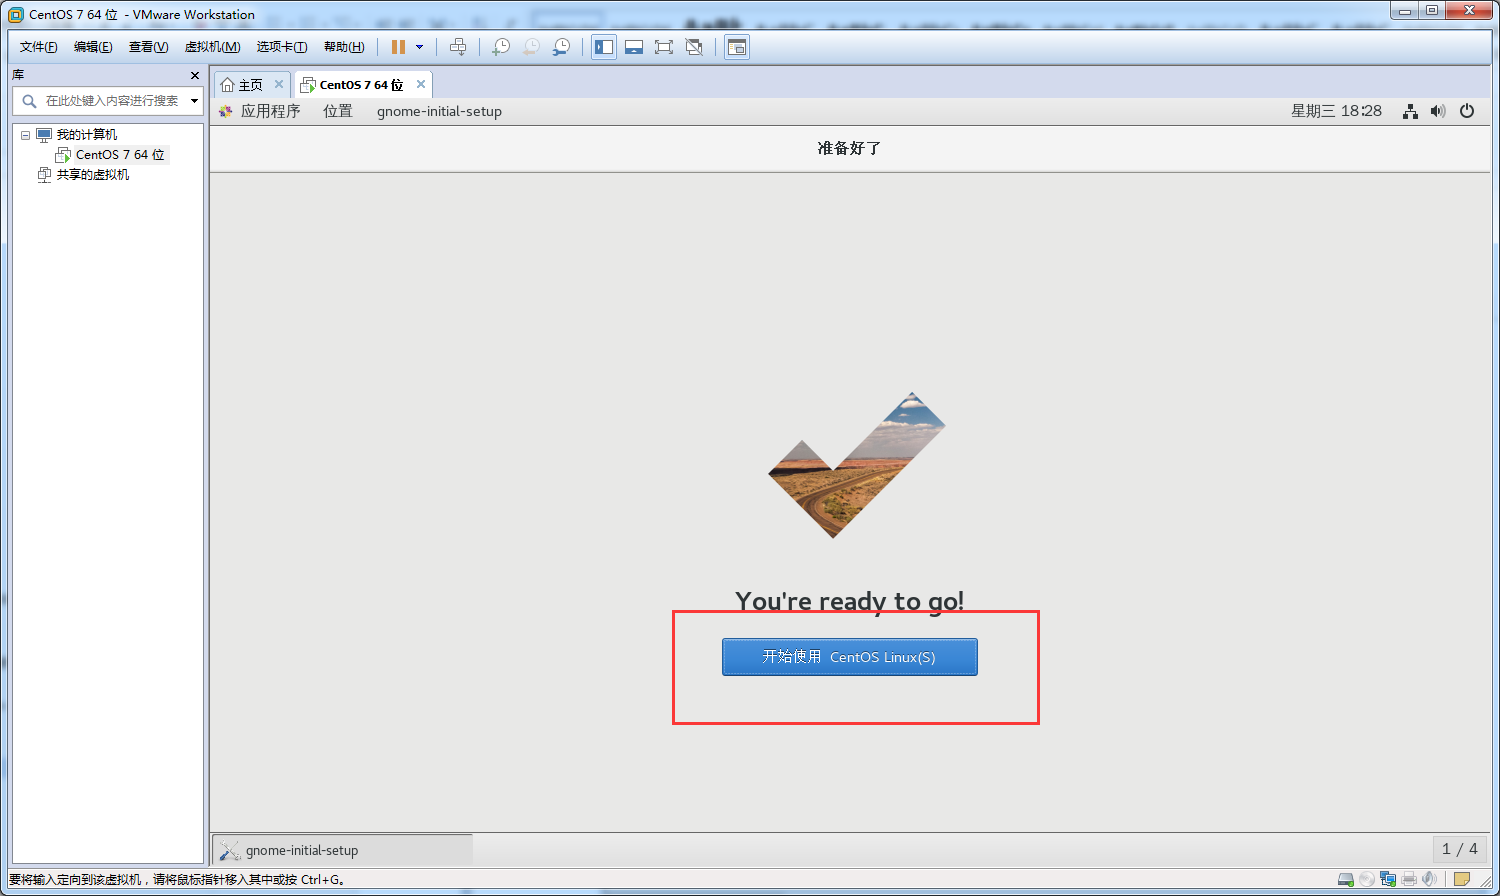 CentOS 7 64 位 - VMware Workstation
文件(F) 编辑(E) 查看(V) 虚拟机(M) 选项卡(T) 帮助(H)
库
在此处键入内容进行搜索
我的计算机
CentOS 7 64 位
共享的虚拟机
主页
CentOS 7 64 位
应用程序 位置 gnome-initial-setup 星期三 18:28
准备好了
You're ready to go!
开始使用 CentOS Linux(S)
gnome-initial-setup
1 / 4
要将输入定向到该虚拟机，请将鼠标指针移入其中或按 Ctrl+G。